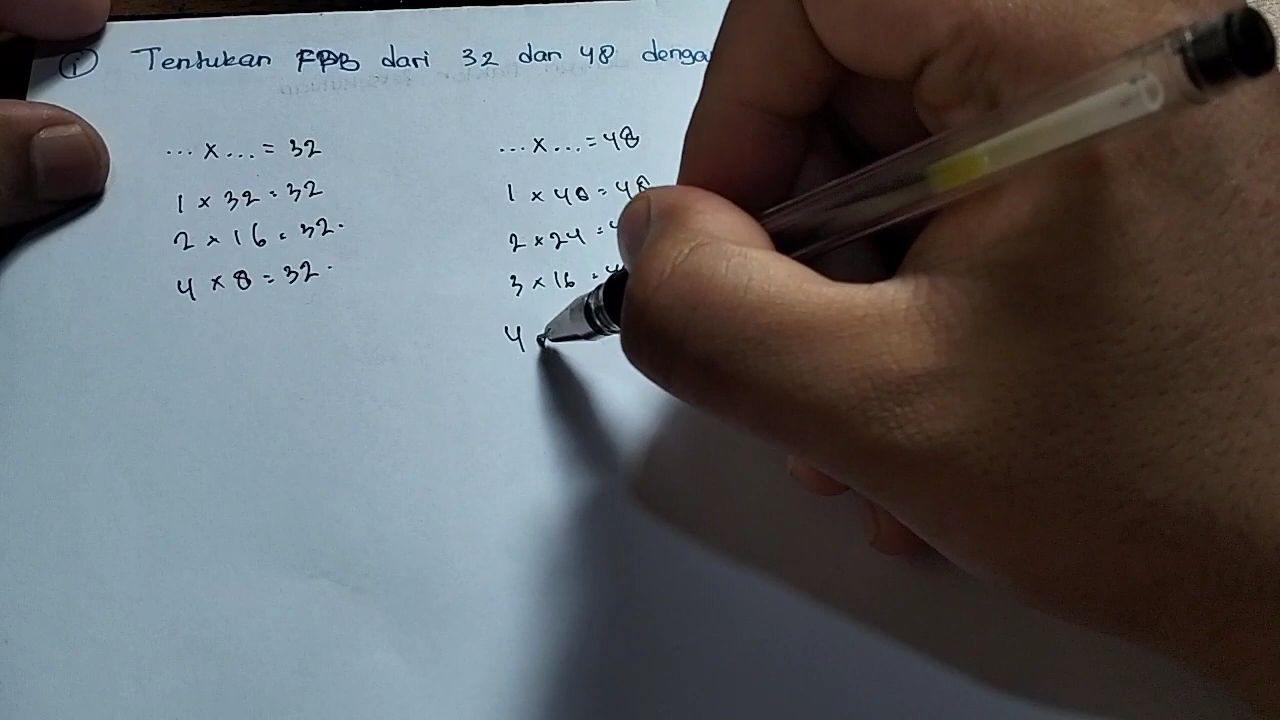 ① Tentukan FPB dari 32 dan 48
... x ... = 32
1 x 32 = 32
2 x 16 = 32.
4 x 8 = 32.
... x ... = 48
1 x 48 = 48
2 x 24 =
3 x 16 =
4